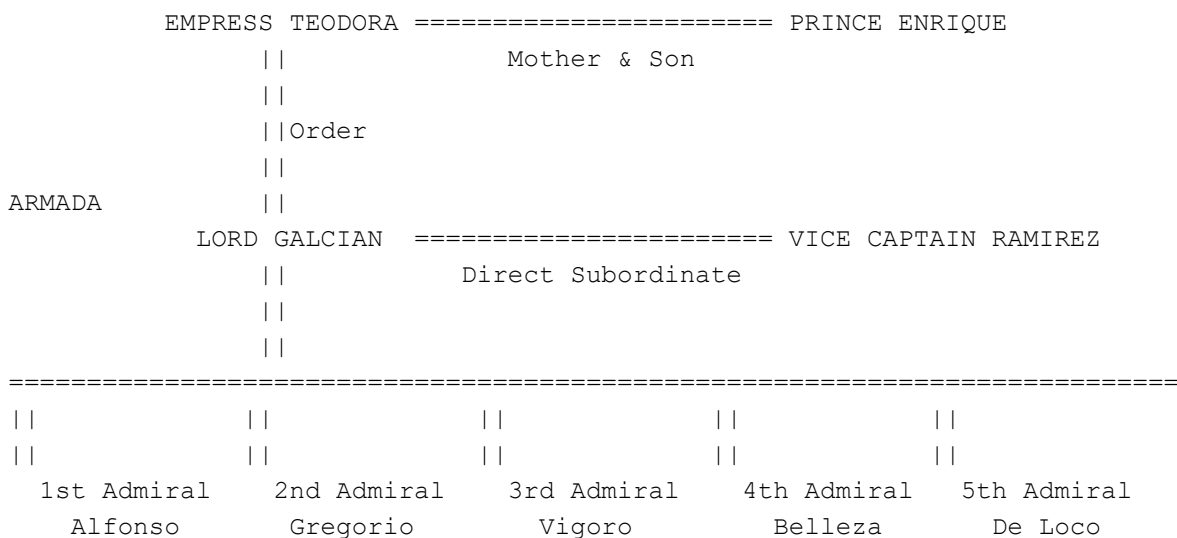 EMPRESS TEODORA ======================= PRINCE ENRIQUE
|| Mother & Son
||
||Order
||
ARMADA ||
LORD GALCIAN ======================= VICE CAPTAIN RAMIREZ
|| Direct Subordinate
||
||
===========================================================================
|| || || || ||
|| || || || ||
1st Admiral 2nd Admiral 3rd Admiral 4th Admiral 5th Admiral
Alfonso Gregorio Vigoro Belleza De Loco